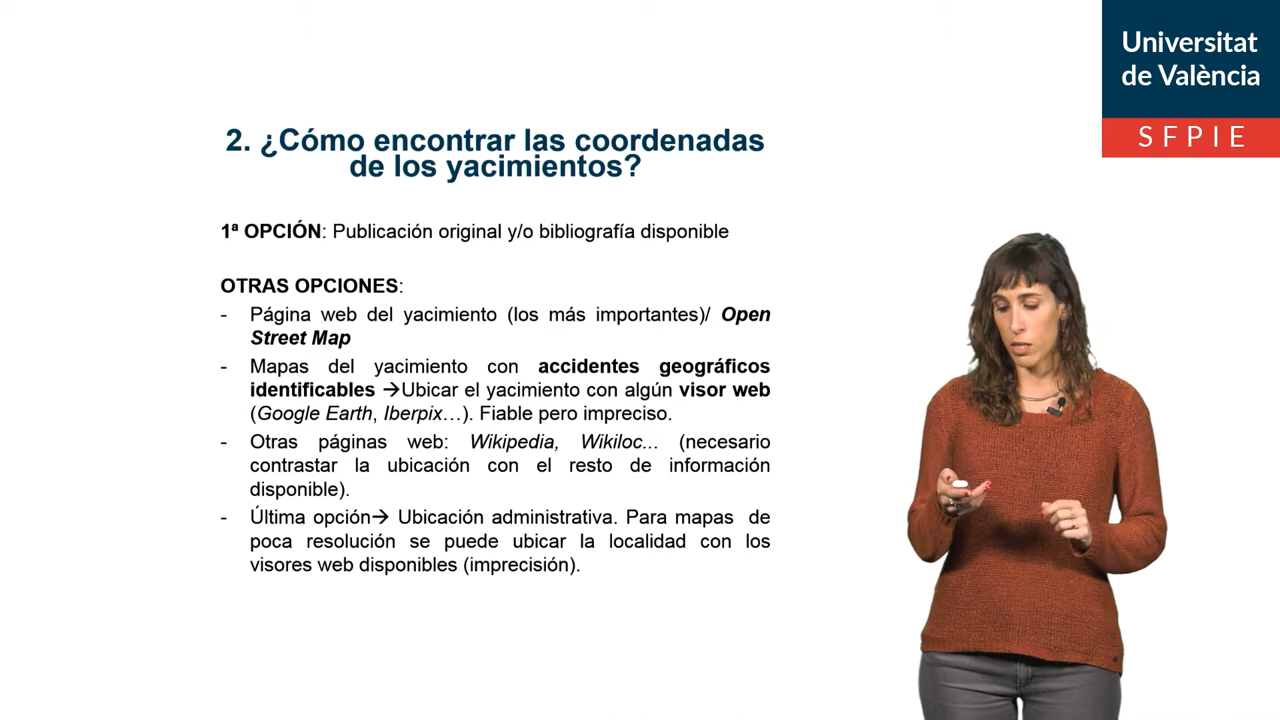 Universitat
de València
SFPIE
2. ¿Cómo encontrar las coordenadas
de los yacimientos?
1ª OPCIÓN: Publicación original y/o bibliografía disponible
OTRAS OPCIONES:
- Página web del yacimiento (los más importantes)/ Open
Street Map
- Mapas del yacimiento con accidentes geográficos
identificables →Ubicar el yacimiento con algún visor web
(Google Earth, Iberpix…). Fiable pero impreciso.
- Otras páginas web: Wikipedia, Wikiloc... (necesario
contrastar la ubicación con el resto de información
disponible).
- Última opción→ Ubicación administrativa. Para mapas de
poca resolución se puede ubicar la localidad con los
visores web disponibles (imprecisión).